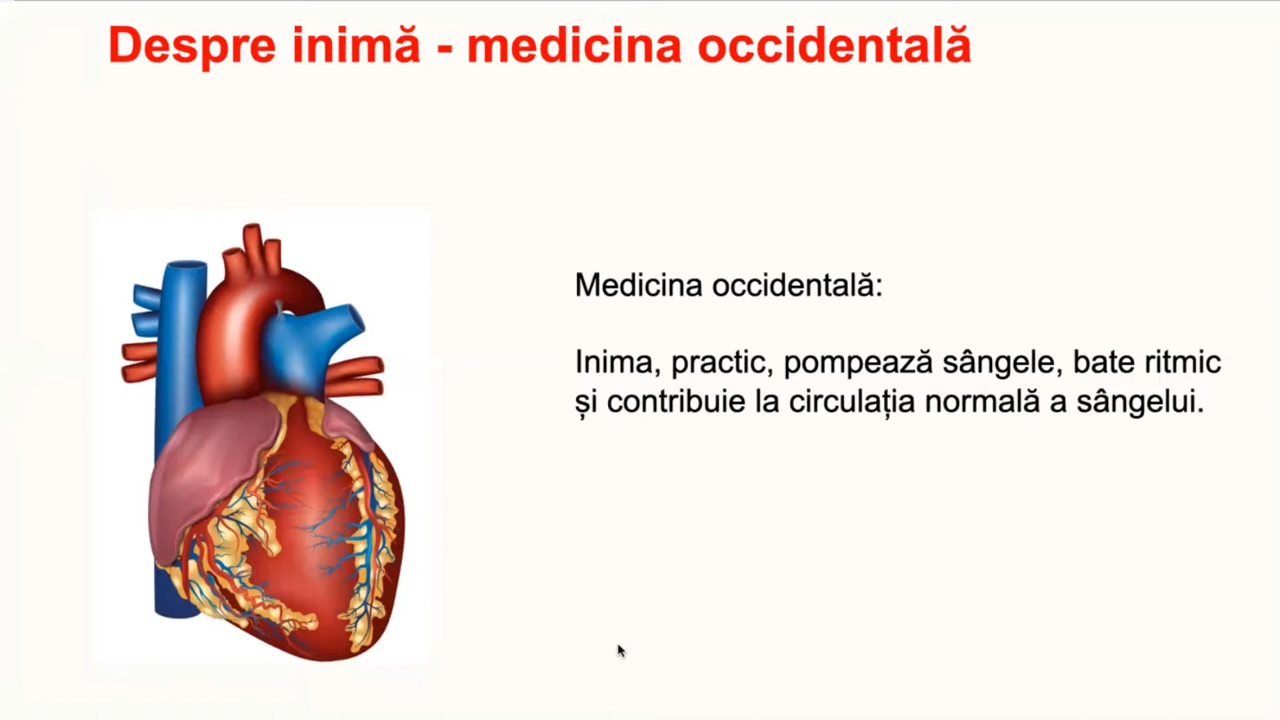 Despre inimă - medicina occidentală
Medicina occidentală:
Inima, practic, pompează sângele, bate ritmic
și contribuie la circulația normală a sângelui.